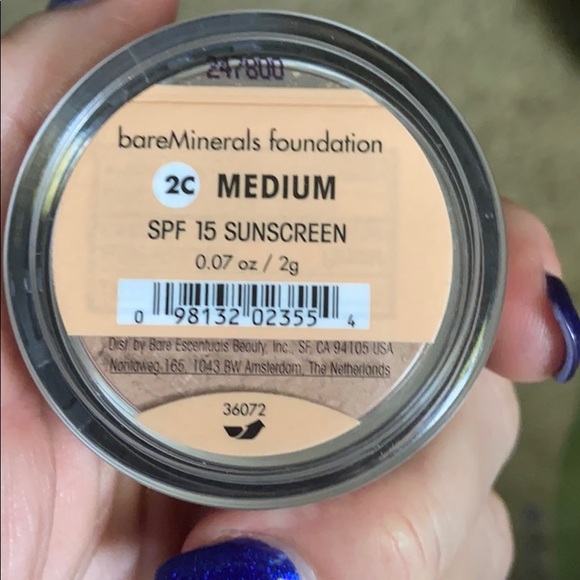 247800
bareMinerals foundation
2C MEDIUM
SPF 15 SUNSCREEN
0.07 oz / 2g
0 98132 02355 4
Dist. by Bare Escentuals Beauty, Inc., SF, CA 94105 USA
Noritaweg 165, 1043 BW Amsterdam, The Netherlands
36072